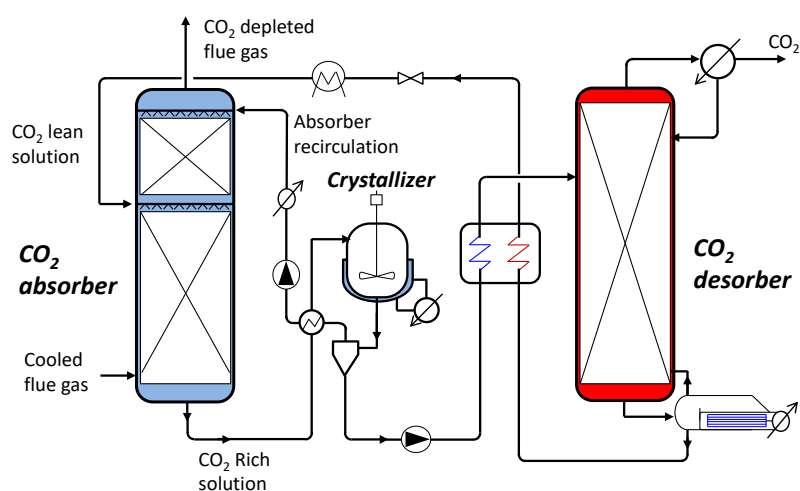 CO₂ depleted
flue gas
CO₂
CO₂ lean
solution
Absorber
recirculation
Crystallizer
CO₂
absorber
CO₂
desorber
Cooled
flue gas
CO₂ Rich
solution